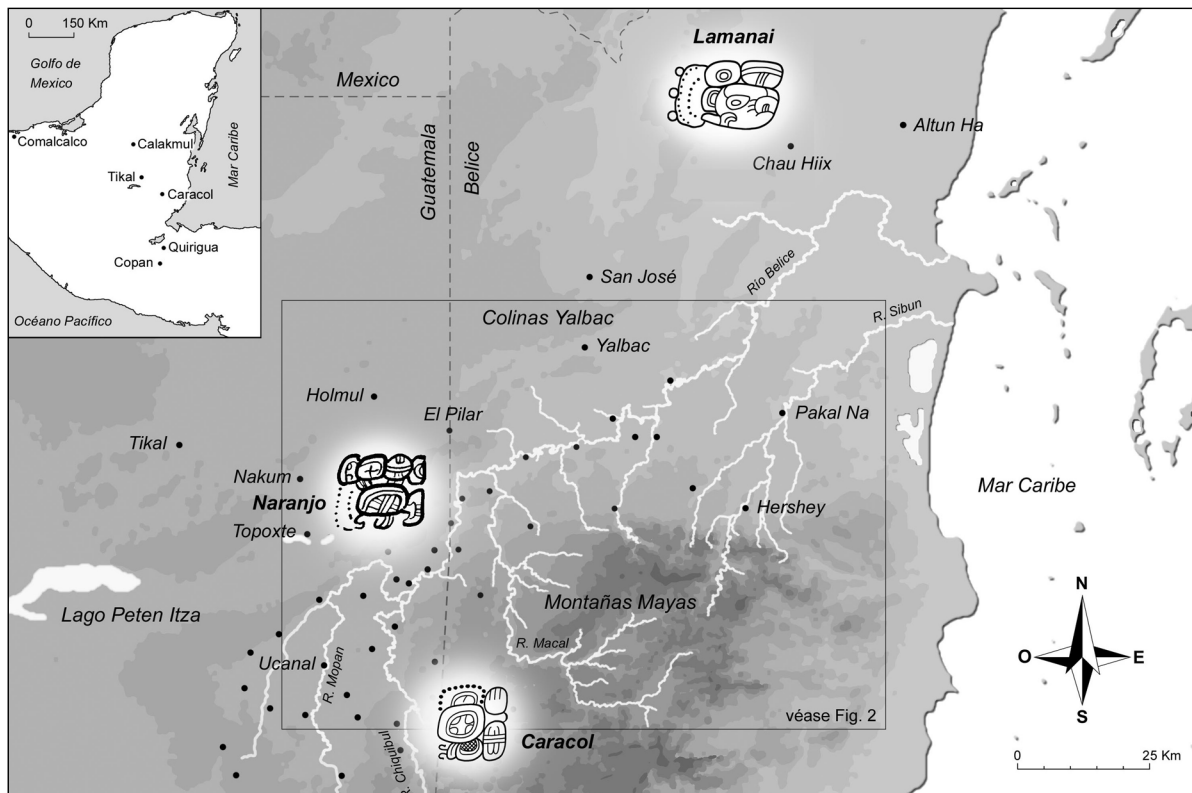 0 150 Km
Golfo de
Mexico
Comalcalco
Calakmul
Tikal
Caracol
Mar Caribe
Quirigua
Copan
Océano Pacífico
Mexico
Guatemala
Belice
Lamanai
Altun Ha
Chau Hiix
San José
Río Belice
R. Sibun
Colinas Yalbac
Yalbac
Holmul
El Pilar
Pakal Na
Tikal
Nakum
Naranjo
Topoxte
Hershey
Mar Caribe
Lago Peten Itza
Montañas Mayas
Ucanal
R. Mopan
R. Macal
R. Chiquibul
Caracol
véase Fig. 2
N
O
E
S
0 25 Km